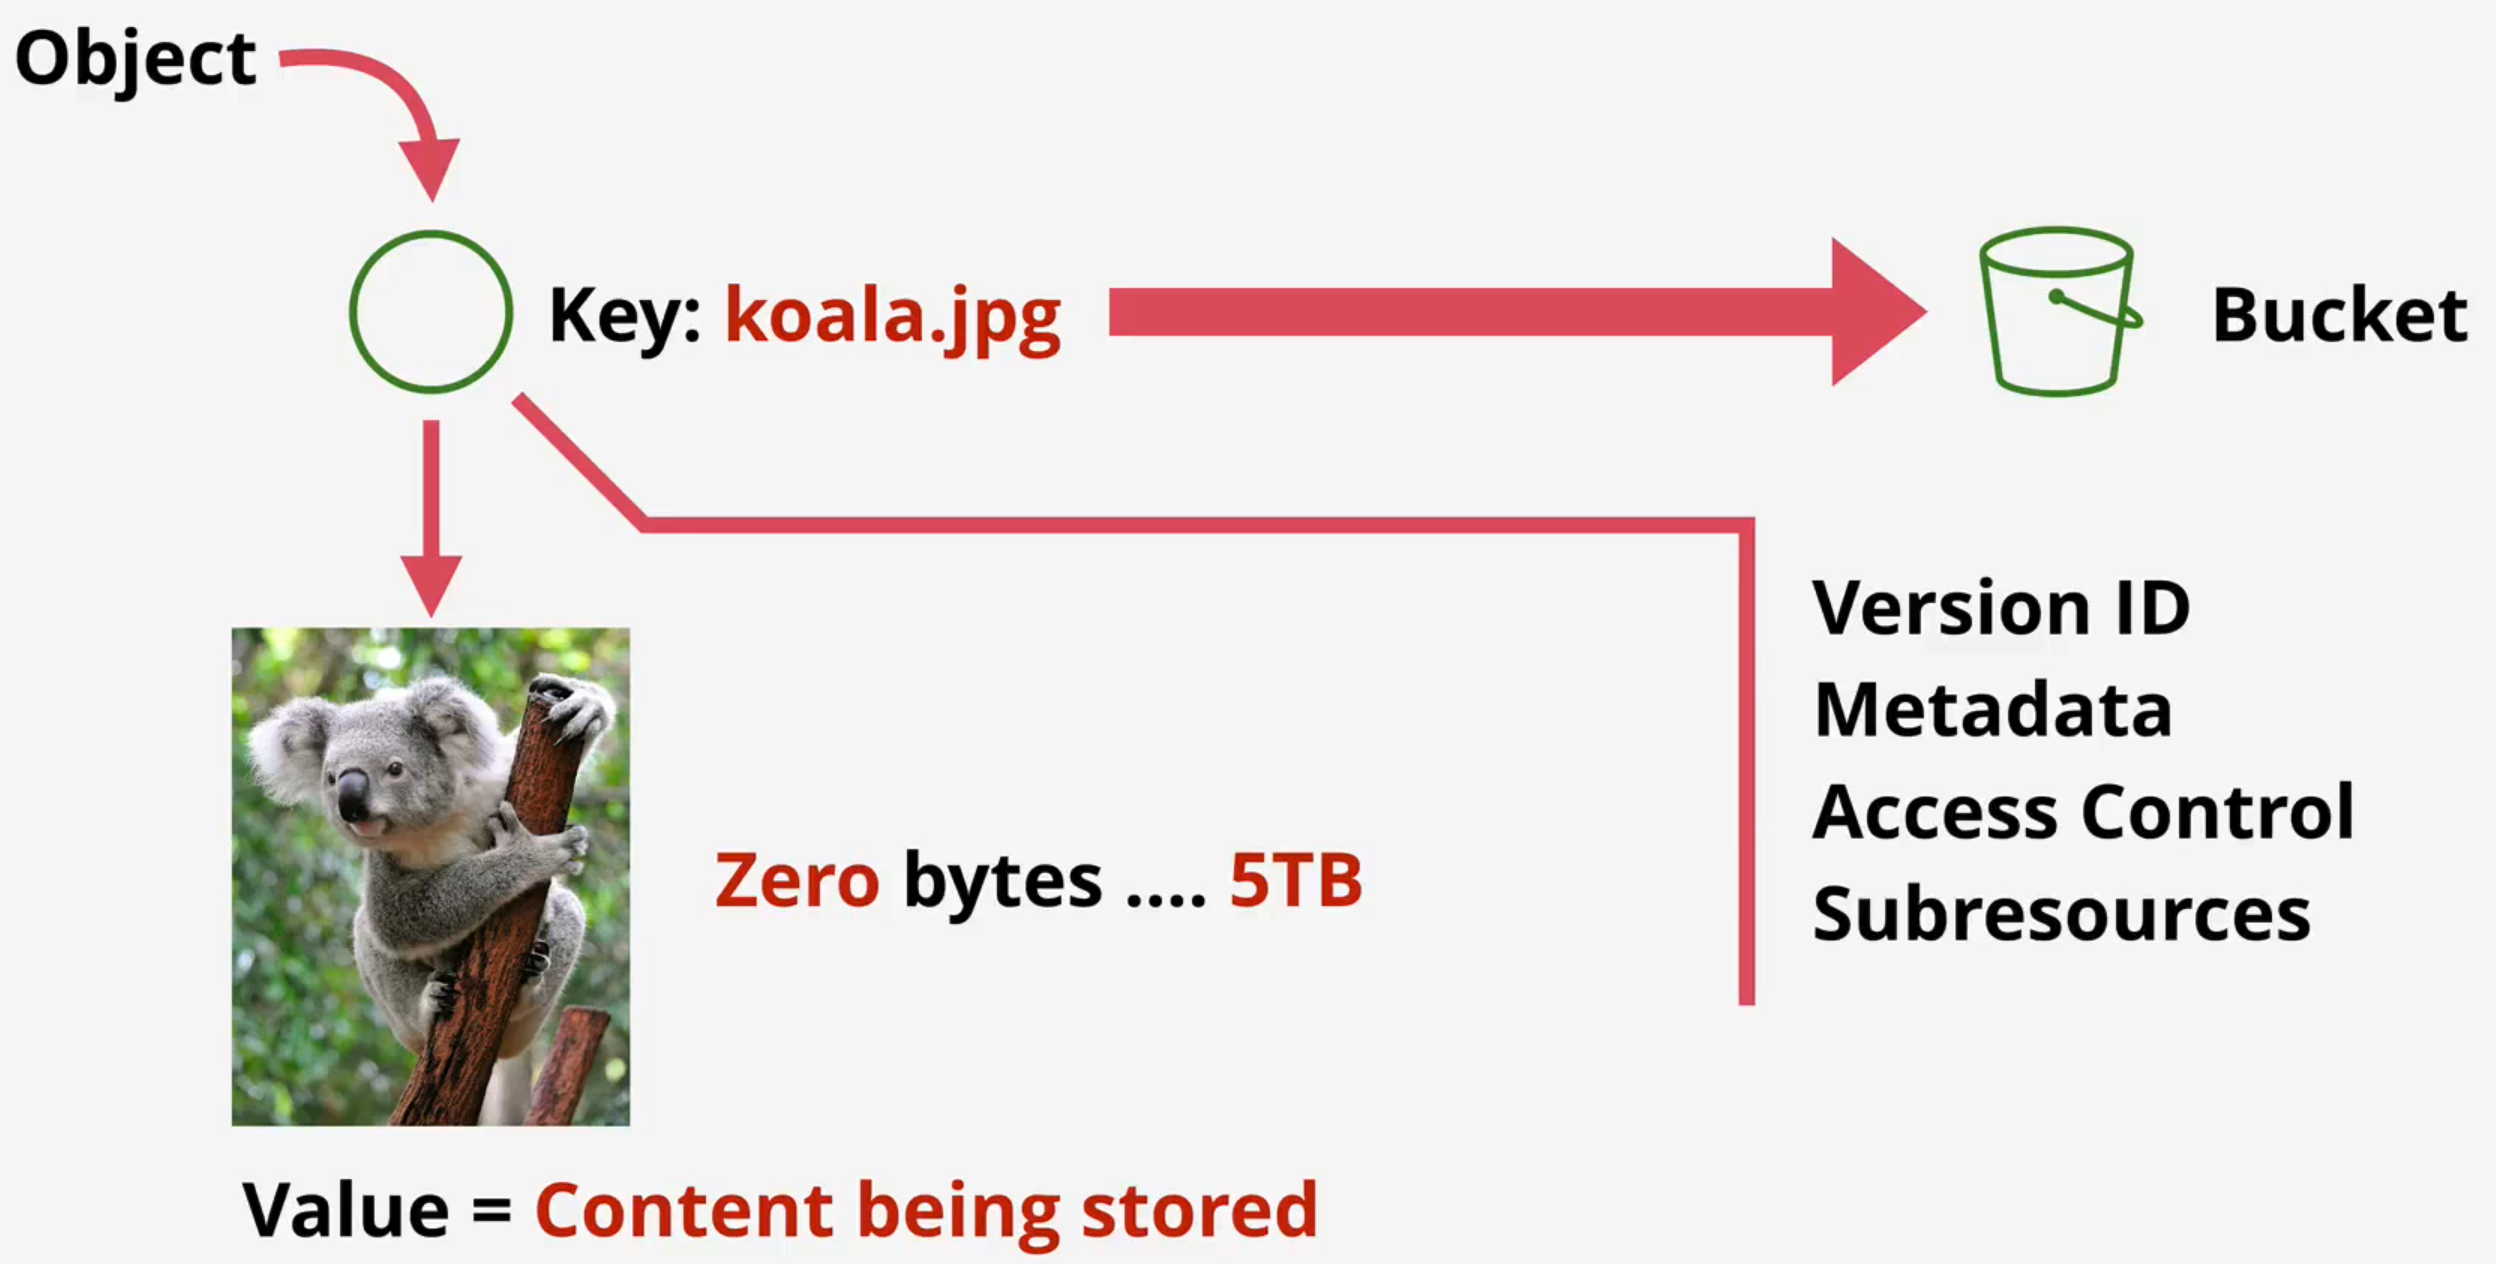 Object
Key: koala.jpg
Bucket
Version ID
Metadata
Access Control
Subresources
Zero bytes .... 5TB
Value = Content being stored